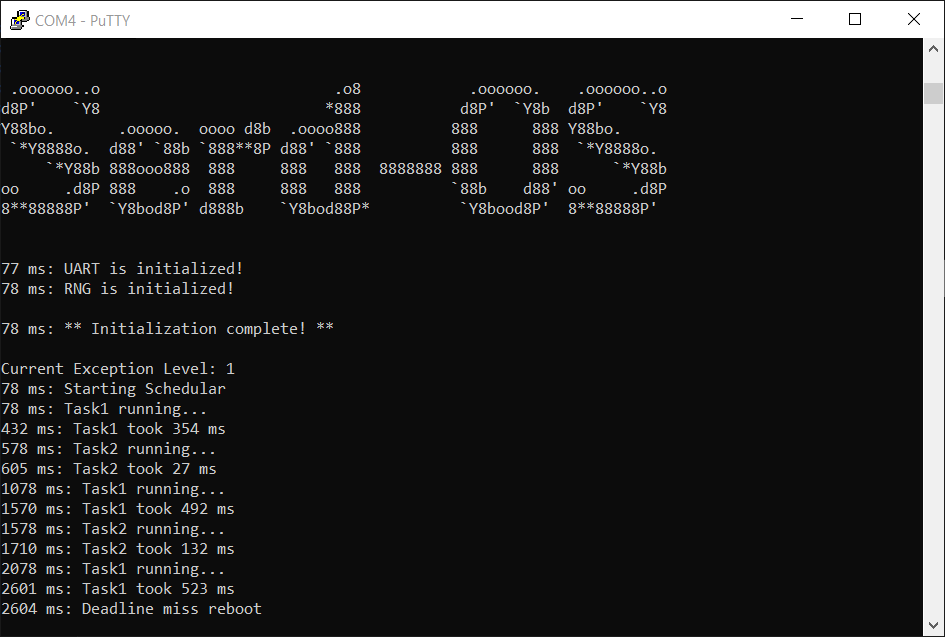 COM4 - PuTTY
 .oooooo..o                          .o8            .oooooo.    .oooooo..o
d8P'    `Y8                         *888           d8P'  `Y8b  d8P'    `Y8
Y88bo.       .ooooo.  oooo d8b  .oooo888          888      888 Y88bo.
 `*Y8888o.  d88' `88b `888**8P d88' `888          888      888  `*Y8888o.
     `*Y88b 888ooo888  888     888   888  8888888 888      888      `*Y88b
oo     .d8P 888    .o  888     888   888          `88b    d88' oo     .d8P
8**88888P'  `Y8bod8P' d888b    `Y8bod88P*          `Y8bood8P'  8**88888P'
77 ms: UART is initialized!
78 ms: RNG is initialized!
78 ms: ** Initialization complete! **
Current Exception Level: 1
78 ms: Starting Schedular
78 ms: Task1 running...
432 ms: Task1 took 354 ms
578 ms: Task2 running...
605 ms: Task2 took 27 ms
1078 ms: Task1 running...
1570 ms: Task1 took 492 ms
1578 ms: Task2 running...
1710 ms: Task2 took 132 ms
2078 ms: Task1 running...
2601 ms: Task1 took 523 ms
2604 ms: Deadline miss reboot